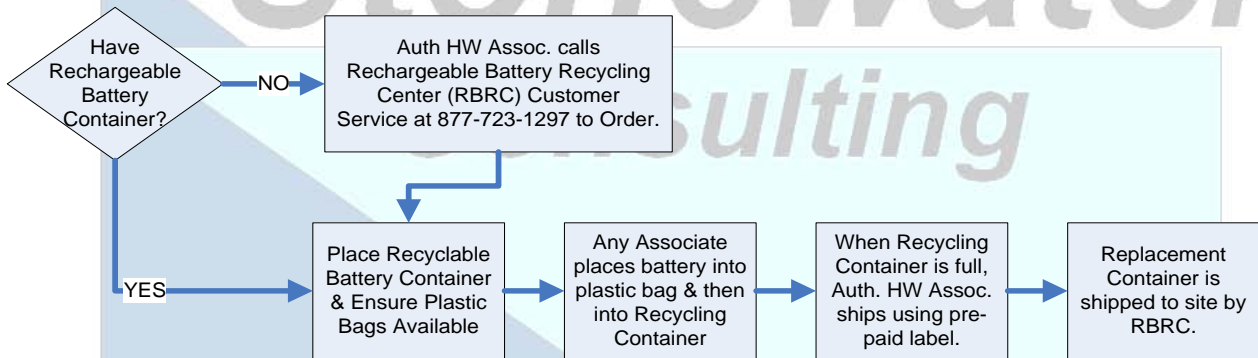 Have
Rechargeable
Battery
Container?
NO
Auth HW Assoc. calls
Rechargeable Battery Recycling
Center (RBRC) Customer
Service at 877-723-1297 to Order.
YES
Place Recyclable
Battery Container
& Ensure Plastic
Bags Available
Any Associate
places battery into
plastic bag & then
into Recycling
Container
When Recycling
Container is full,
Auth. HW Assoc.
ships using pre-
paid label.
Replacement
Container is
shipped to site by
RBRC.